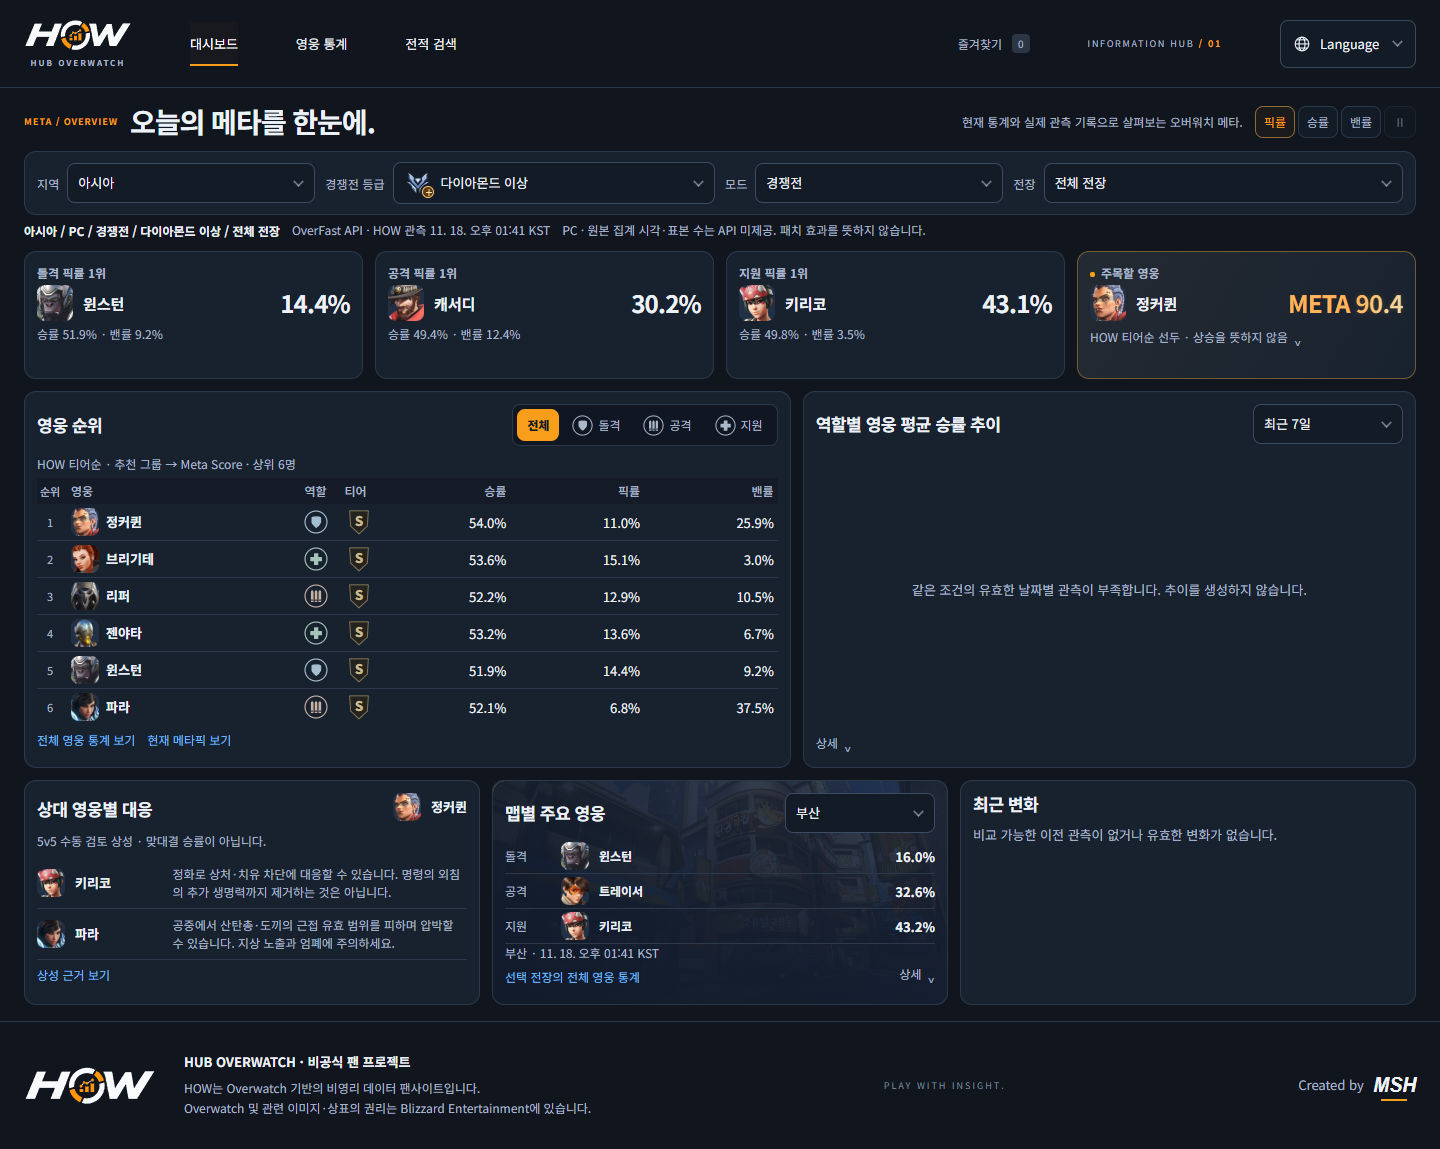 HOW
HUB OVERWATCH
대시보드
영웅 통계
전적 검색
즐겨찾기 0
INFORMATION HUB / 01
Language
META / OVERVIEW
오늘의 메타를 한눈에.
현재 통계와 실제 관측 기록으로 살펴보는 오버워치 메타.
픽률
승률
밴률
지역
아시아
경쟁전 등급
다이아몬드 이상
모드
경쟁전
전장
전체 전장
아시아 / PC / 경쟁전 / 다이아몬드 이상 / 전체 전장
OverFast API · HOW 관측 11. 18. 오후 01:41 KST
PC · 원본 집계 시각·표본 수는 API 미제공. 패치 효과를 뜻하지 않습니다.
돌격 픽률 1위
윈스턴
14.4%
승률 51.9% · 밴률 9.2%
공격 픽률 1위
캐서디
30.2%
승률 49.4% · 밴률 12.4%
지원 픽률 1위
키리코
43.1%
승률 49.8% · 밴률 3.5%
주목할 영웅
정커퀸
META 90.4
HOW 티어순 선두 · 상승을 뜻하지 않음
영웅 순위
전체
돌격
공격
지원
HOW 티어순 · 추천 그룹 → Meta Score · 상위 6명
순위 영웅 역할 티어 승률 픽률 밴률
1 정커퀸 S 54.0% 11.0% 25.9%
2 브리기테 S 53.6% 15.1% 3.0%
3 리퍼 S 52.2% 12.9% 10.5%
4 젠야타 S 53.2% 13.6% 6.7%
5 윈스턴 S 51.9% 14.4% 9.2%
6 파라 S 52.1% 6.8% 37.5%
전체 영웅 통계 보기
현재 메타픽 보기
역할별 영웅 평균 승률 추이
최근 7일
같은 조건의 유효한 날짜별 관측이 부족합니다. 추이를 생성하지 않습니다.
상세
상대 영웅별 대응
정커퀸
5v5 수동 검토 상성 · 맞대결 승률이 아닙니다.
키리코
정화로 상처·치유 차단에 대응할 수 있습니다. 명령의 외침
의 추가 생명력까지 제거하는 것은 아닙니다.
파라
공중에서 산탄총·도끼의 근접 유효 범위를 피하며 압박할
수 있습니다. 지상 노출과 엄폐에 주의하세요.
상성 근거 보기
맵별 주요 영웅
부산
돌격 윈스턴 16.0%
공격 트레이서 32.6%
지원 키리코 43.2%
부산 · 11. 18. 오후 01:41 KST
선택 전장의 전체 영웅 통계
상세
최근 변화
비교 가능한 이전 관측이 없거나 유효한 변화가 없습니다.
HOW
HUB OVERWATCH · 비공식 팬 프로젝트
HOW는 Overwatch 기반의 비영리 데이터 팬사이트입니다.
Overwatch 및 관련 이미지·상표의 권리는 Blizzard Entertainment에 있습니다.
PLAY WITH INSIGHT.
Created by MSH